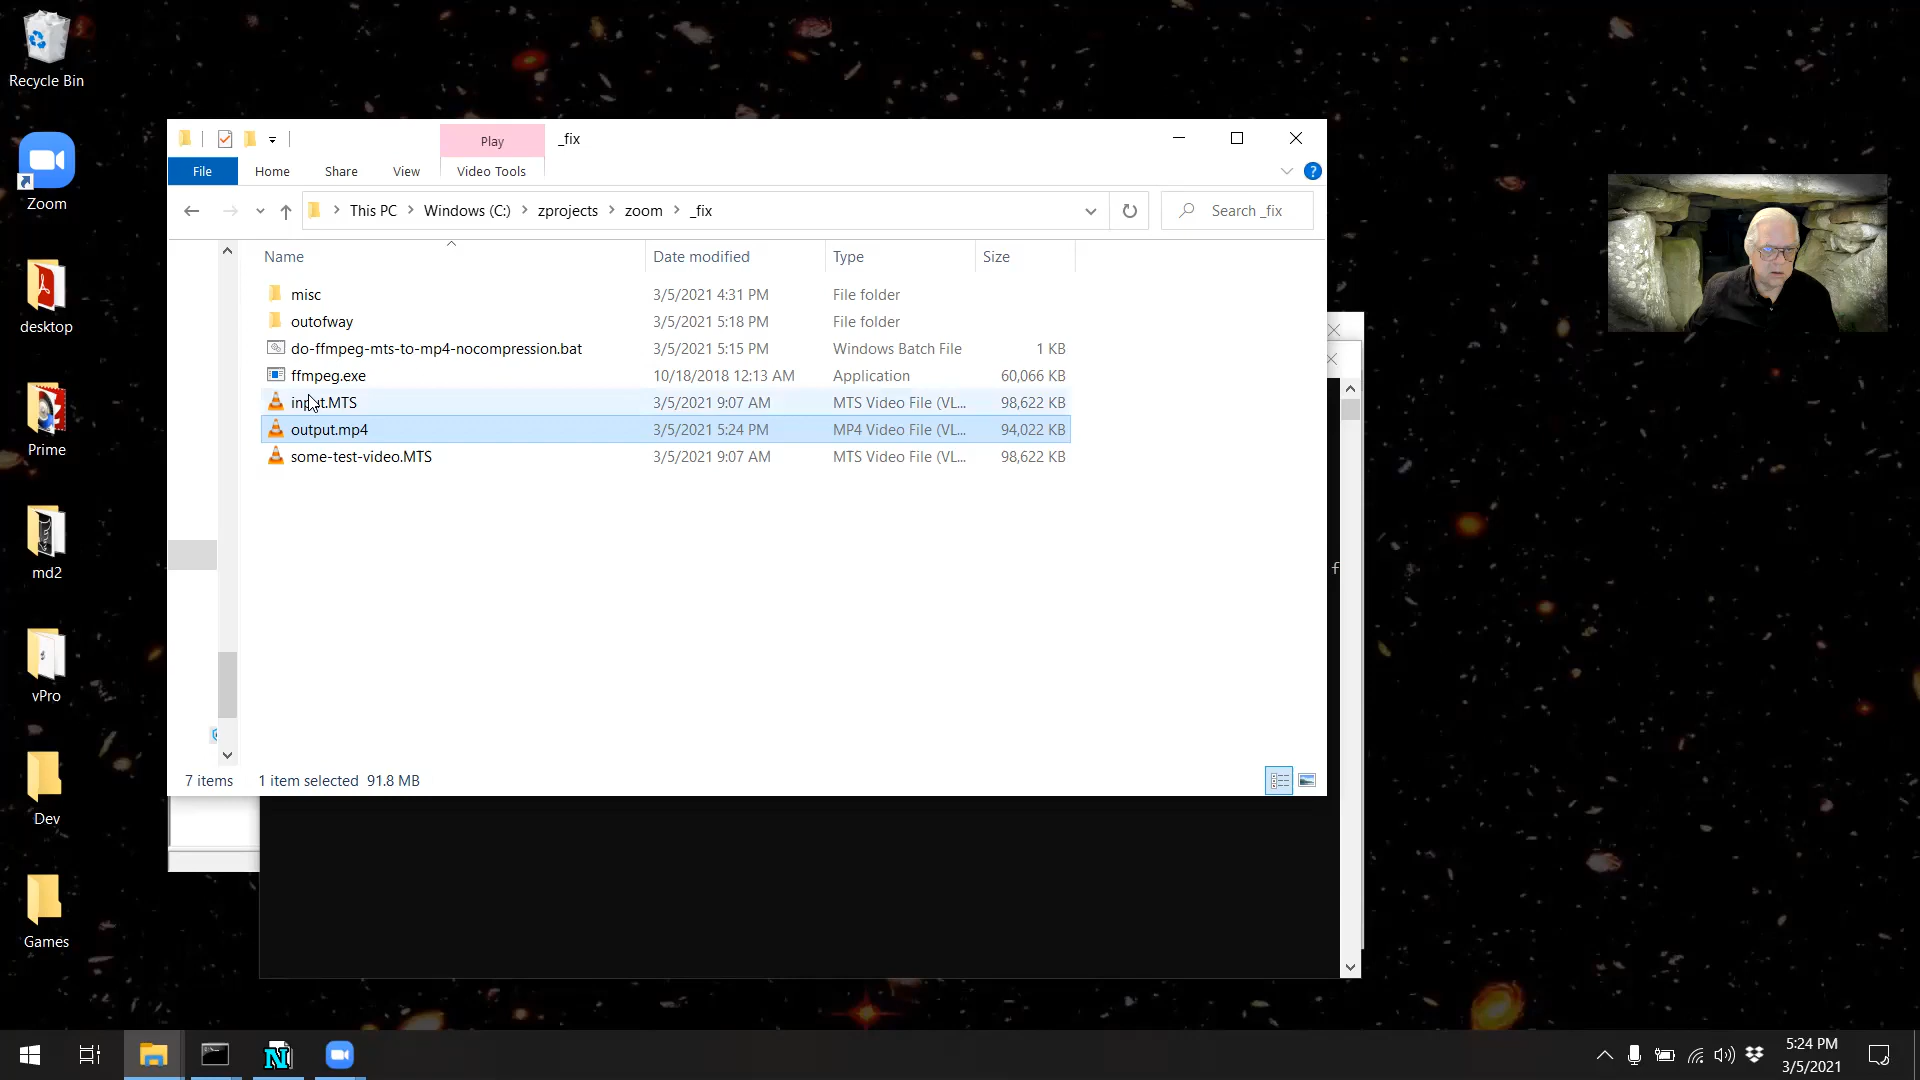 Recycle Bin
Zoom
desktop
Prime
md2
vPro
Dev
Games
Play
_fix
File
Home
Share
View
Video Tools
This PC > Windows (C:) > zprojects > zoom > _fix
Search _fix
Name Date modified Type Size
misc 3/5/2021 4:31 PM File folder
outofway 3/5/2021 5:18 PM File folder
do-ffmpeg-mts-to-mp4-nocompression.bat 3/5/2021 5:15 PM Windows Batch File 1 KB
ffmpeg.exe 10/18/2018 12:13 AM Application 60,066 KB
input.MTS 3/5/2021 9:07 AM MTS Video File (VL... 98,622 KB
output.mp4 3/5/2021 5:24 PM MP4 Video File (VL... 94,022 KB
some-test-video.MTS 3/5/2021 9:07 AM MTS Video File (VL... 98,622 KB
f
7 items 1 item selected 91.8 MB
N
5:24 PM
3/5/2021